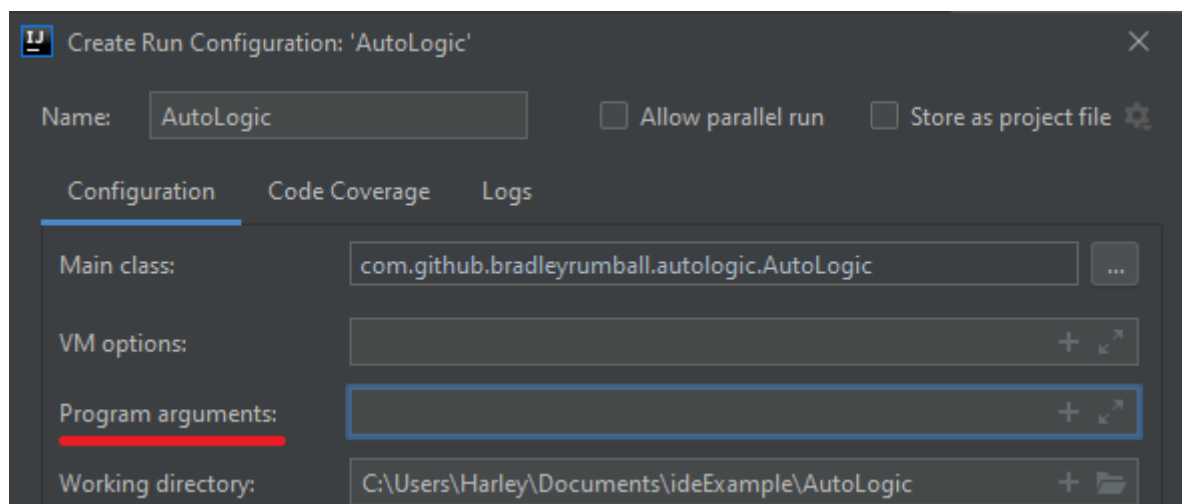 IJ Create Run Configuration: 'AutoLogic'
Name: AutoLogic Allow parallel run Store as project file
Configuration Code Coverage Logs
Main class: com.github.bradleyrumball.autologic.AutoLogic ...
VM options:
Program arguments:
Working directory: C:\Users\Harley\Documents\ideExample\AutoLogic